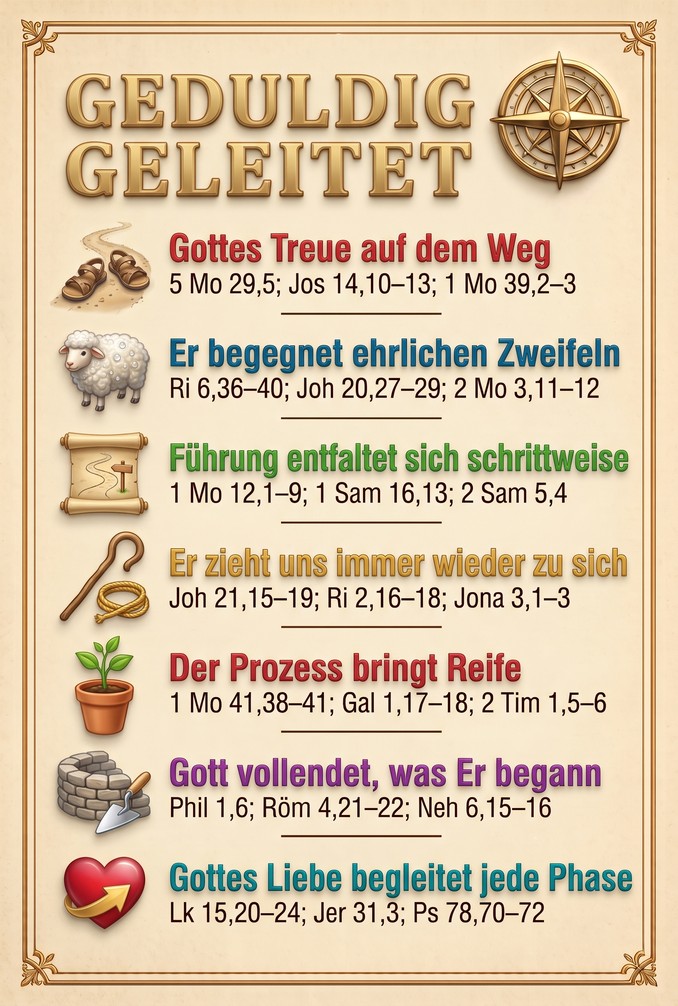 GEDULDIG
GELEITET
Gottes Treue auf dem Weg
5 Mo 29,5; Jos 14,10–13; 1 Mo 39,2–3
Er begegnet ehrlichen Zweifeln
Ri 6,36–40; Joh 20,27–29; 2 Mo 3,11–12
Führung entfaltet sich schrittweise
1 Mo 12,1–9; 1 Sam 16,13; 2 Sam 5,4
Er zieht uns immer wieder zu sich
Joh 21,15–19; Ri 2,16–18; Jona 3,1–3
Der Prozess bringt Reife
1 Mo 41,38–41; Gal 1,17–18; 2 Tim 1,5–6
Gott vollendet, was Er begann
Phil 1,6; Röm 4,21–22; Neh 6,15–16
Gottes Liebe begleitet jede Phase
Lk 15,20–24; Jer 31,3; Ps 78,70–72